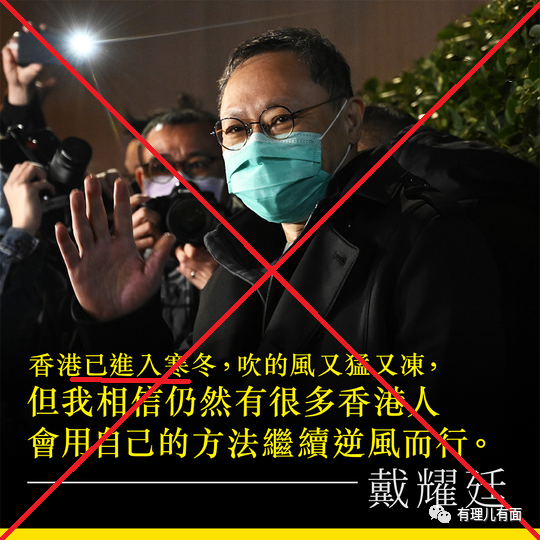 香港已進入寒冬，吹的風又猛又凍，
但我相信仍然有很多香港人
會用自己的方法繼續逆風而行。
戴耀廷
有理儿有面